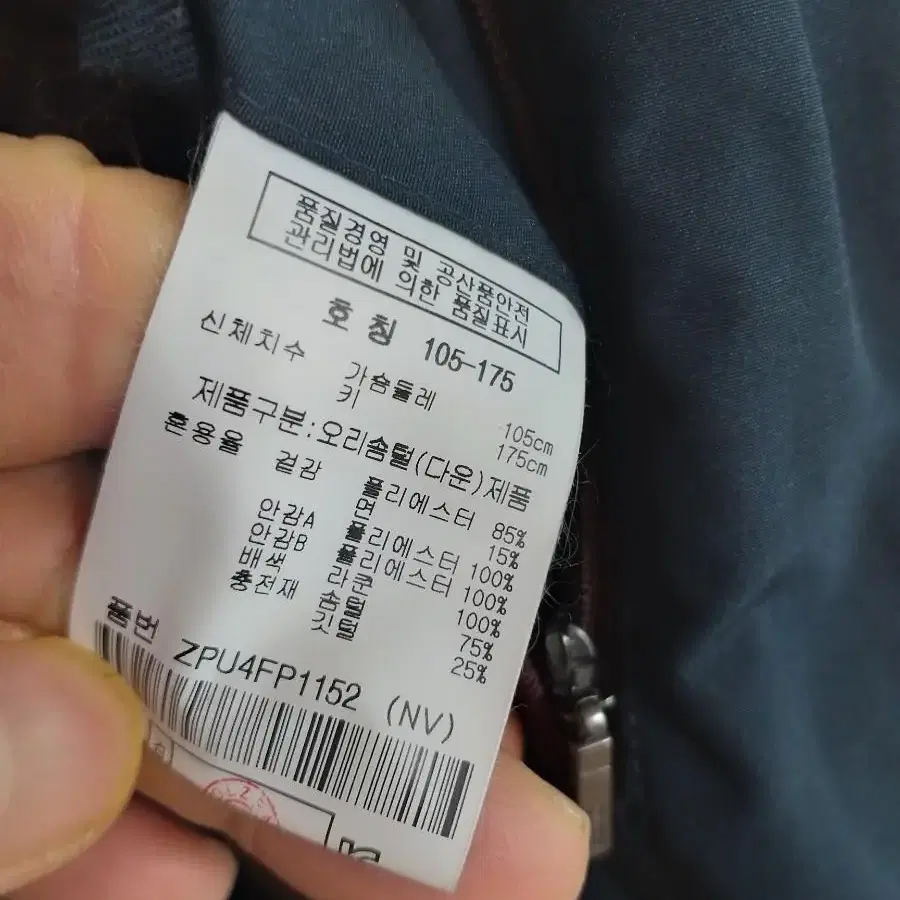 품질경영 및 공산품안전
관리법에 의한 품질표시
호 칭 105-175
신체치수 가슴둘레 105cm
키 175cm
제품구분:오리솜털(다운)제품
혼용율 겉감 폴리에스터 85%
면 15%
안감A 폴리에스터 100%
안감B 폴리에스터 100%
배색 라쿤 100%
충전재 솜털 75%
깃털 25%
품번 ZPU4FP1152 (NV)